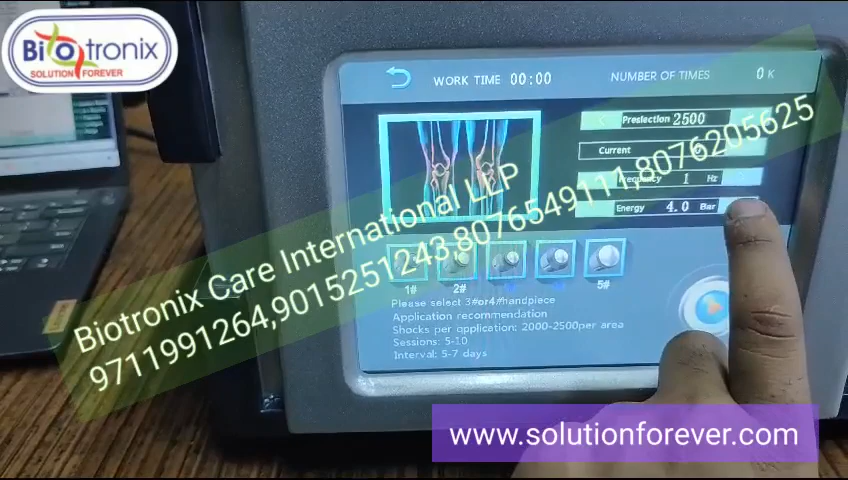 Biotronix
SOLUTION FOREVER
WORK TIME 00:00
NUMBER OF TIMES 0 K
Preslection 2500
Current
Frequency 1 Hz
Energy 4.0 Bar
1# 2# 5#
Please select 3#or4#handpiece
Application recommendation
Shocks per application: 2000-2500per area
Sessions: 5-10
Interval: 5-7 days
Biotronix Care International LLP
9711991264,9015251243 8076549111,8076205625
www.solutionforever.com